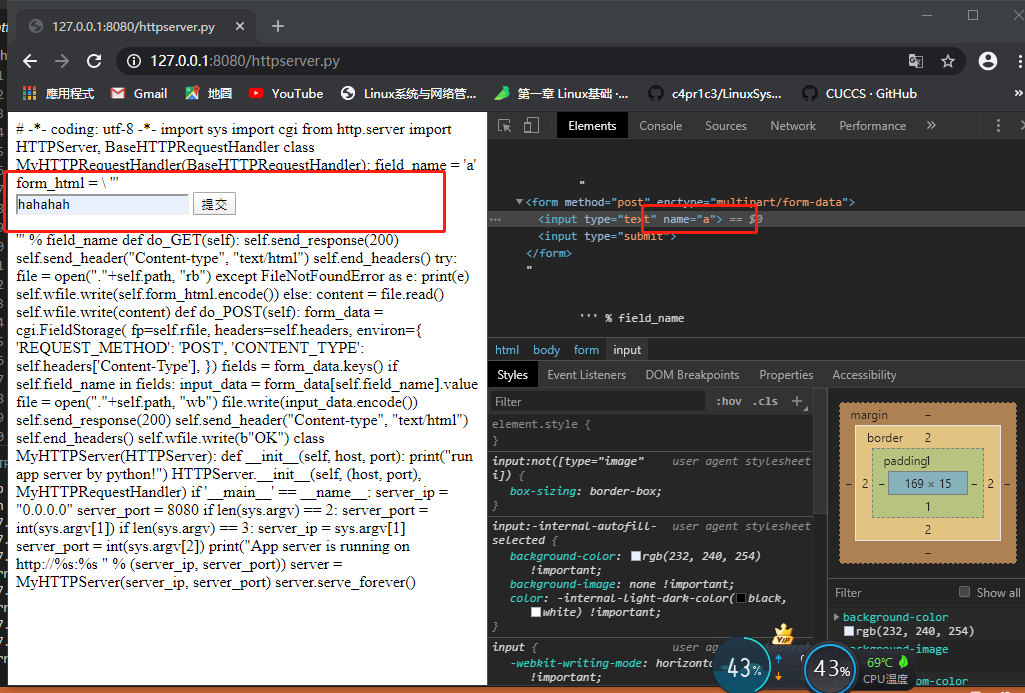 127.0.0.1:8080/httpserver.py
127.0.0.1:8080/httpserver.py
應用程式
Gmail
地圖
YouTube
Linux系统与网络管...
第一章 Linux基础 ·...
c4pr1c3/LinuxSys...
CUCCS · GitHub
»
# -*- coding: utf-8 -*- import sys import cgi from http.server import
HTTPServer, BaseHTTPRequestHandler class
MyHTTPRequestHandler(BaseHTTPRequestHandler): field_name = 'a'
form_html = \ '''
hahahah
提交
''' % field_name def do_GET(self): self.send_response(200)
self.send_header("Content-type", "text/html") self.end_headers() try:
file = open("."+self.path, "rb") except FileNotFoundError as e: print(e)
self.wfile.write(self.form_html.encode()) else: content = file.read()
self.wfile.write(content) def do_POST(self): form_data =
cgi.FieldStorage( fp=self.rfile, headers=self.headers, environ={
'REQUEST_METHOD': 'POST', 'CONTENT_TYPE':
self.headers['Content-Type'], }) fields = form_data.keys() if
self.field_name in fields: input_data = form_data[self.field_name].value
file = open("."+self.path, "wb") file.write(input_data.encode())
self.send_response(200) self.send_header("Content-type", "text/html")
self.end_headers() self.wfile.write(b"OK") class
MyHTTPServer(HTTPServer): def __init__(self, host, port): print("run
app server by python!") HTTPServer.__init__(self, (host, port),
MyHTTPRequestHandler) if '__main__' == __name__: server_ip =
"0.0.0.0" server_port = 8080 if len(sys.argv) == 2: server_port =
int(sys.argv[1]) if len(sys.argv) == 3: server_ip = sys.argv[1]
server_port = int(sys.argv[2]) print("App server is running on
http://%s:%s " % (server_ip, server_port)) server =
MyHTTPServer(server_ip, server_port) server.serve_forever()
Elements
Console
Sources
Network
Performance
»
"
<form method="post" enctype="multipart/form-data">
<input type="text" name="a"> == $0
<input type="submit">
</form>
"
''' % field_name
html body form input
Styles
Event Listeners
DOM Breakpoints
Properties
Accessibility
Filter
:hov .cls +
element.style {
}
input:not([type="image" user agent stylesheet
i]) {
box-sizing: border-box;
}
input:-internal-autofill- user agent stylesheet
selected {
background-color: rgb(232, 240, 254)
!important;
background-image: none !important;
color: -internal-light-dark-color( black,
white) !important;
}
input { user
-webkit-writing-mode:
!important;
margin –
border 2
padding1
– 2 – 169 × 15 – 2 –
1
2
–
Filter
Show all
background-color
rgb(232, 240, 254)
VIP
43%
43%
69℃
CPU温度